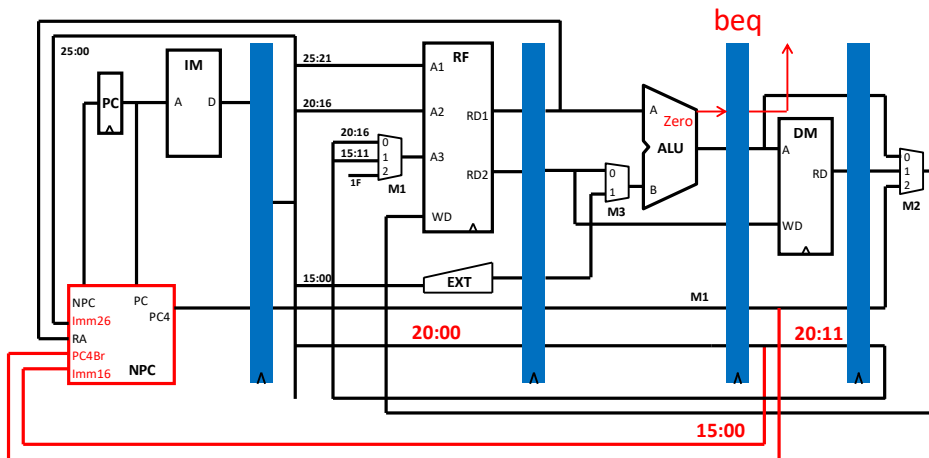 beq
25:00
IM
A
D
PC
25:21
20:16
20:16
15:11
1F
0
1
2
M1
RF
A1
A2
A3
WD
RD1
RD2
15:00
EXT
0
1
M3
A
Zero
ALU
B
DM
A
RD
WD
0
1
2
M2
NPC
PC
PC4
Imm26
RA
PC4Br
Imm16
NPC
M1
20:00
20:11
15:00